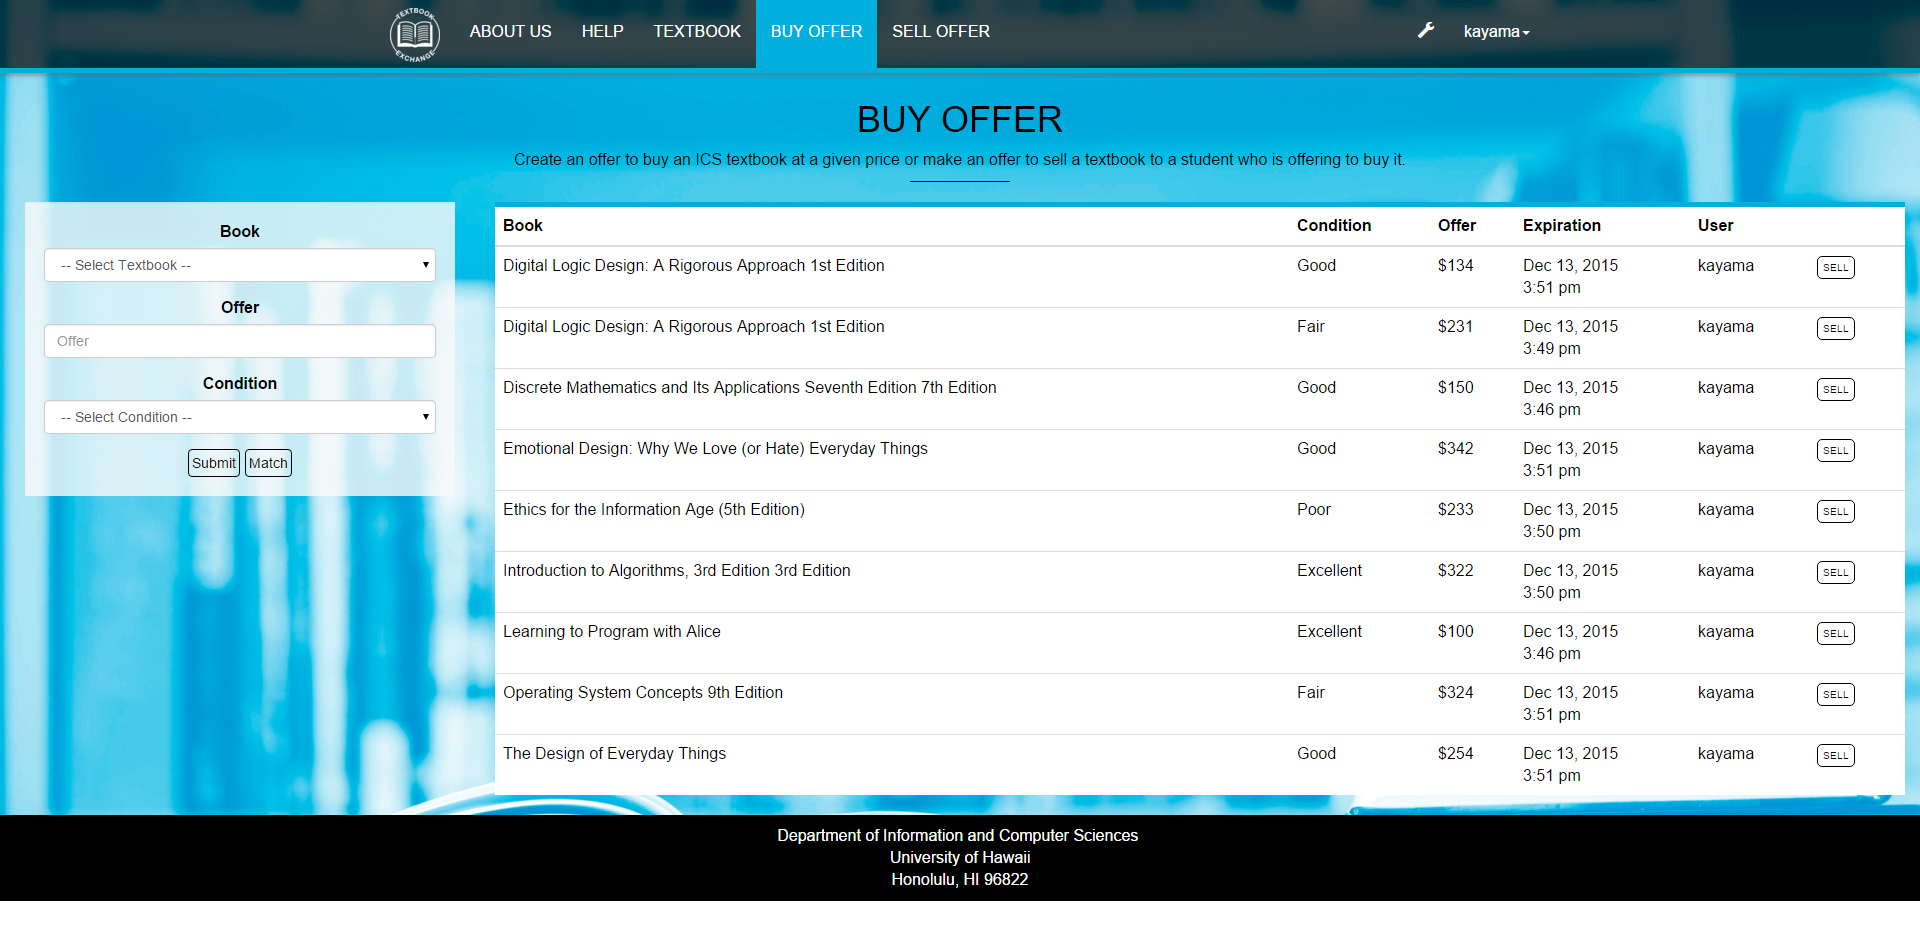 TEXTBOOK EXCHANGE
ABOUT US HELP TEXTBOOK BUY OFFER SELL OFFER kayama
BUY OFFER
Create an offer to buy an ICS textbook at a given price or make an offer to sell a textbook to a student who is offering to buy it.
Book
-- Select Textbook --
Offer
Offer
Condition
-- Select Condition --
Submit Match
Book Condition Offer Expiration User
Digital Logic Design: A Rigorous Approach 1st Edition Good $134 Dec 13, 2015 kayama SELL
3:51 pm
Digital Logic Design: A Rigorous Approach 1st Edition Fair $231 Dec 13, 2015 kayama SELL
3:49 pm
Discrete Mathematics and Its Applications Seventh Edition 7th Edition Good $150 Dec 13, 2015 kayama SELL
3:46 pm
Emotional Design: Why We Love (or Hate) Everyday Things Good $342 Dec 13, 2015 kayama SELL
3:51 pm
Ethics for the Information Age (5th Edition) Poor $233 Dec 13, 2015 kayama SELL
3:50 pm
Introduction to Algorithms, 3rd Edition 3rd Edition Excellent $322 Dec 13, 2015 kayama SELL
3:50 pm
Learning to Program with Alice Excellent $100 Dec 13, 2015 kayama SELL
3:46 pm
Operating System Concepts 9th Edition Fair $324 Dec 13, 2015 kayama SELL
3:51 pm
The Design of Everyday Things Good $254 Dec 13, 2015 kayama SELL
3:51 pm
Department of Information and Computer Sciences
University of Hawaii
Honolulu, HI 96822